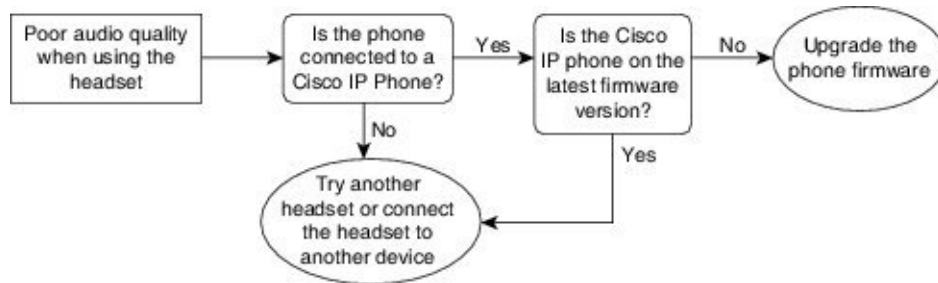 Poor audio quality
when using the
headset
Is the phone
connected to a
Cisco IP Phone?
Yes
Is the Cisco
IP phone on the
latest firmware
version?
No
Upgrade the
phone firmware
No
Yes
Try another
headset or connect
the headset to
another device